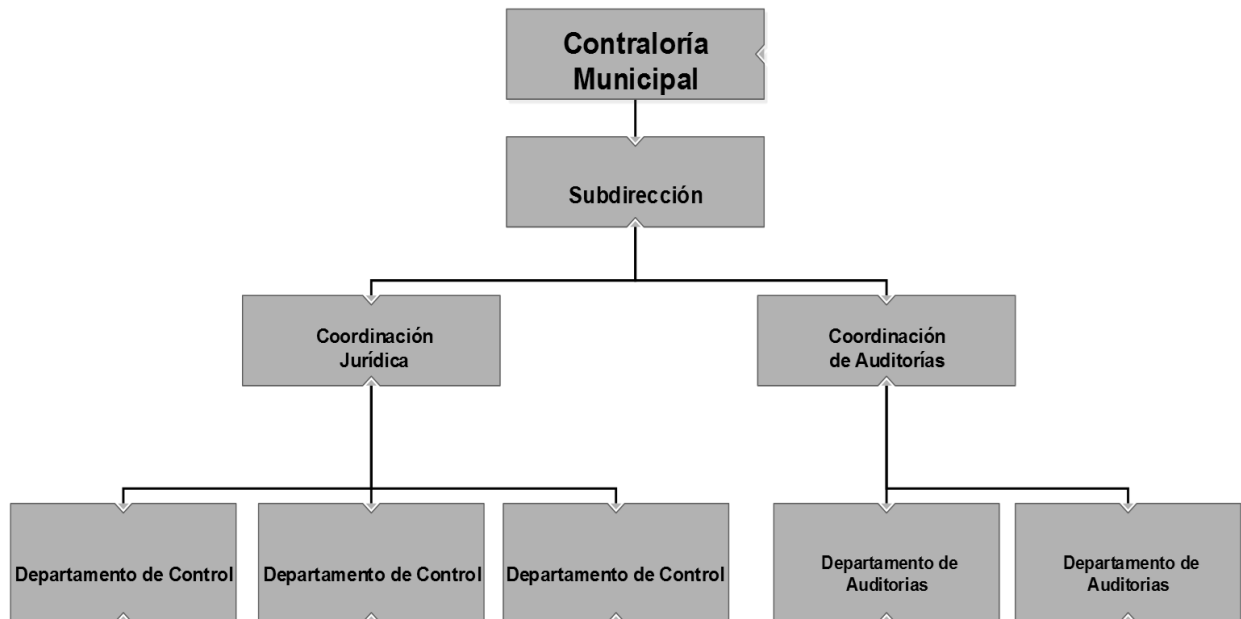 Contraloría
Municipal
Subdirección
Coordinación
Jurídica
Coordinación
de Auditorías
Departamento de Control
Departamento de Control
Departamento de Control
Departamento de
Auditorias
Departamento de
Auditorias